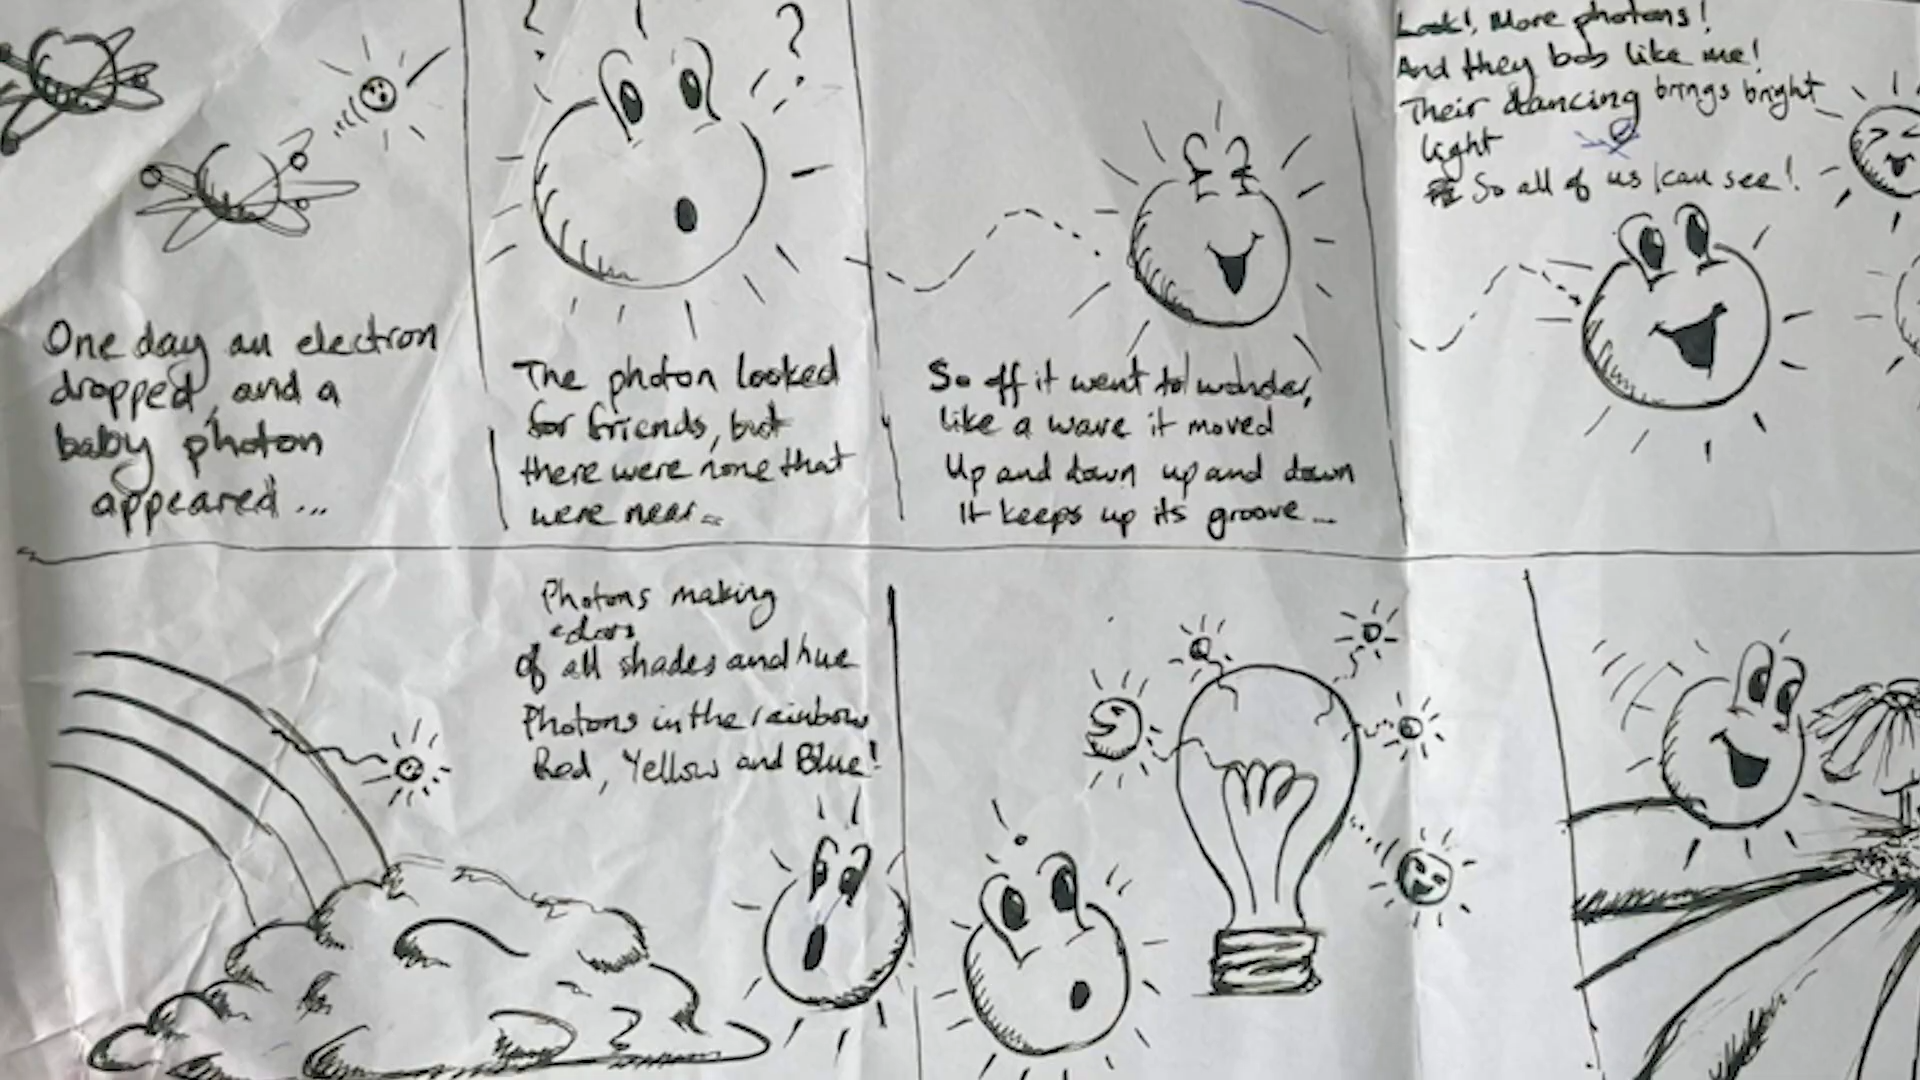 One day an electron
dropped, and a
baby photon
appeared...
? ! ?
The photon looked
for friends, but
there were none that
were near...
So off it went to wonder,
like a wave it moved
Up and down up and down
It keeps up its groove...
Look! More photons!
And they bob like me!
Their dancing brings bright
light
So all of us can see!
Photons making
colors
of all shades and hue
Photons in the rainbow
Red, Yellow and Blue!